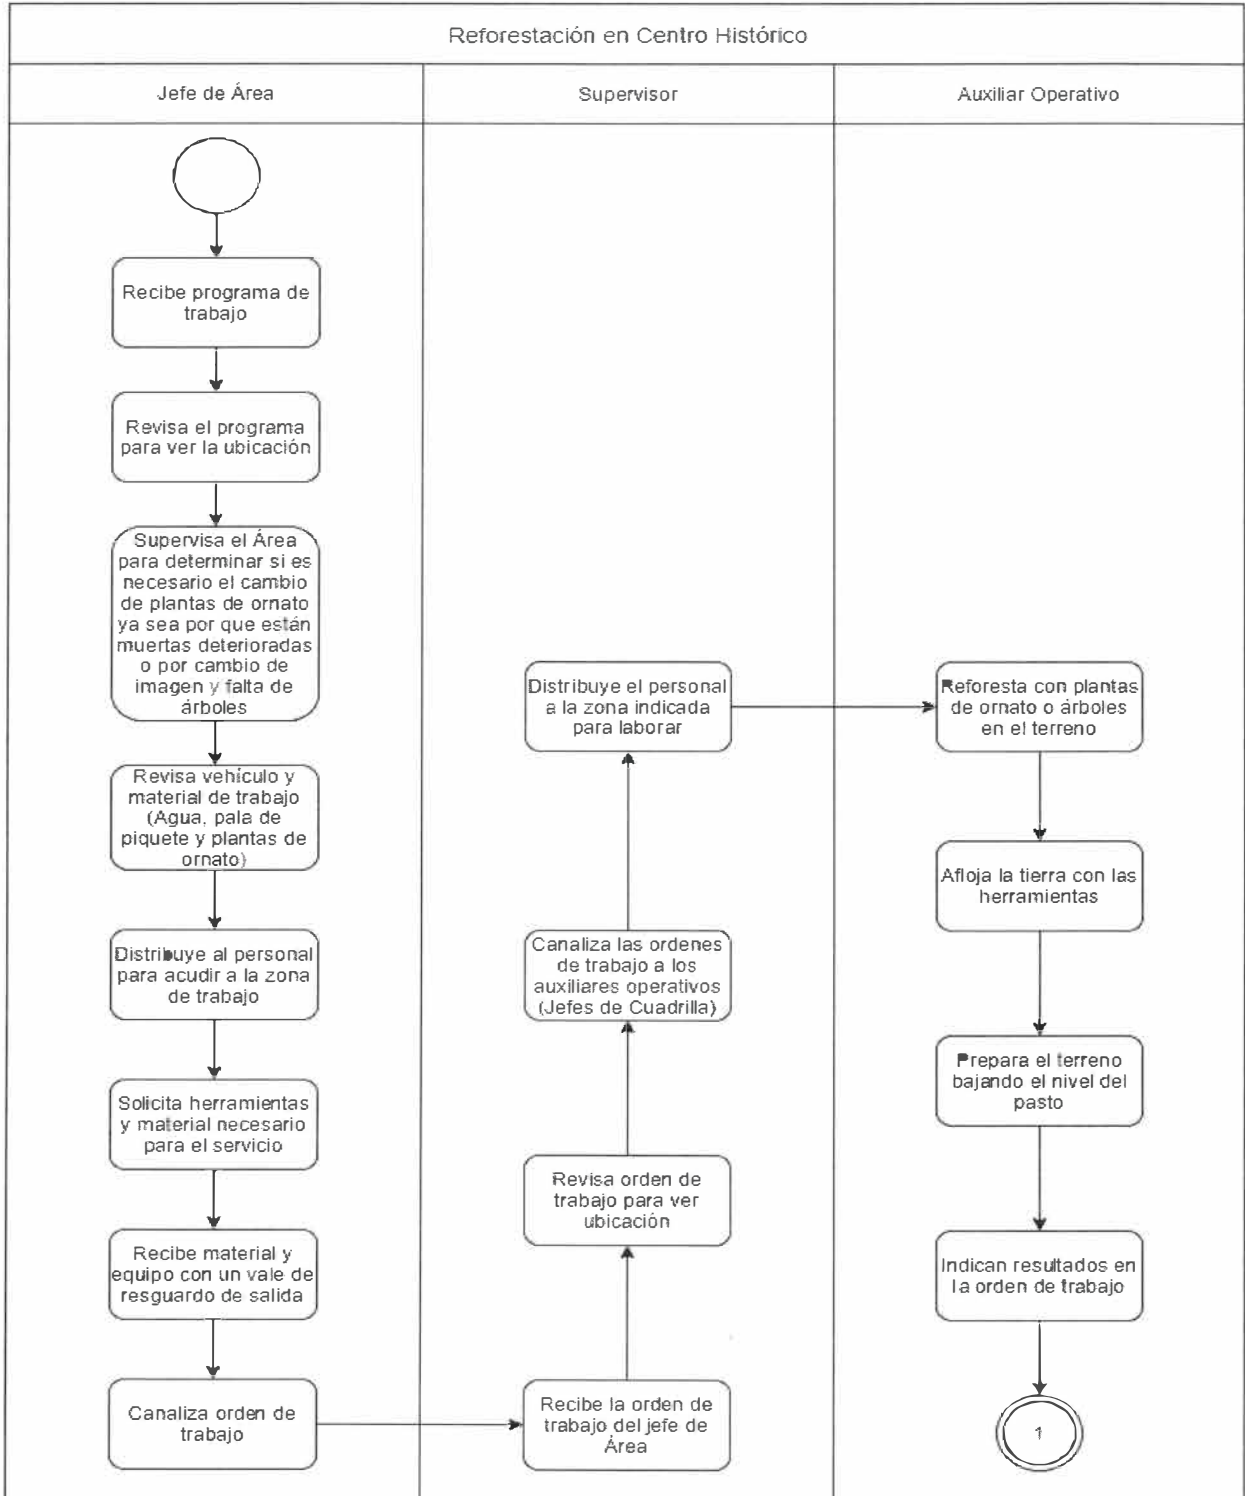 Reforestación en Centro Histórico
Jefe de Área
Supervisor
Auxiliar Operativo
Recibe programa de
trabajo
Revisa el programa
para ver la ubicación
Supervisa el Área
para determinar si es
necesario el cambio
de plantas de ornato
ya sea por que están
muertas deterioradas
o por cambio de
imagen y falta de
árboles
Revisa vehículo y
material de trabajo
(Agua, pala de
piquete y plantas de
ornato)
Distribuye al personal
para acudir a la zona
de trabajo
Solicita herramientas
y material necesario
para el servicio
Recibe material y
equipo con un vale de
resguardo de salida
Canaliza orden de
trabajo
Recibe la orden de
trabajo del jefe de
Área
Revisa orden de
trabajo para ver
ubicación
Canaliza las ordenes
de trabajo a los
auxiliares operativos
(Jefes de Cuadrilla)
Distribuye el personal
a la zona indicada
para laborar
Reforesta con plantas
de ornato o árboles
en el terreno
Afloja la tierra con las
herramientas
Prepara el terreno
bajando el nivel del
pasto
Indican resultados en
la orden de trabajo
1